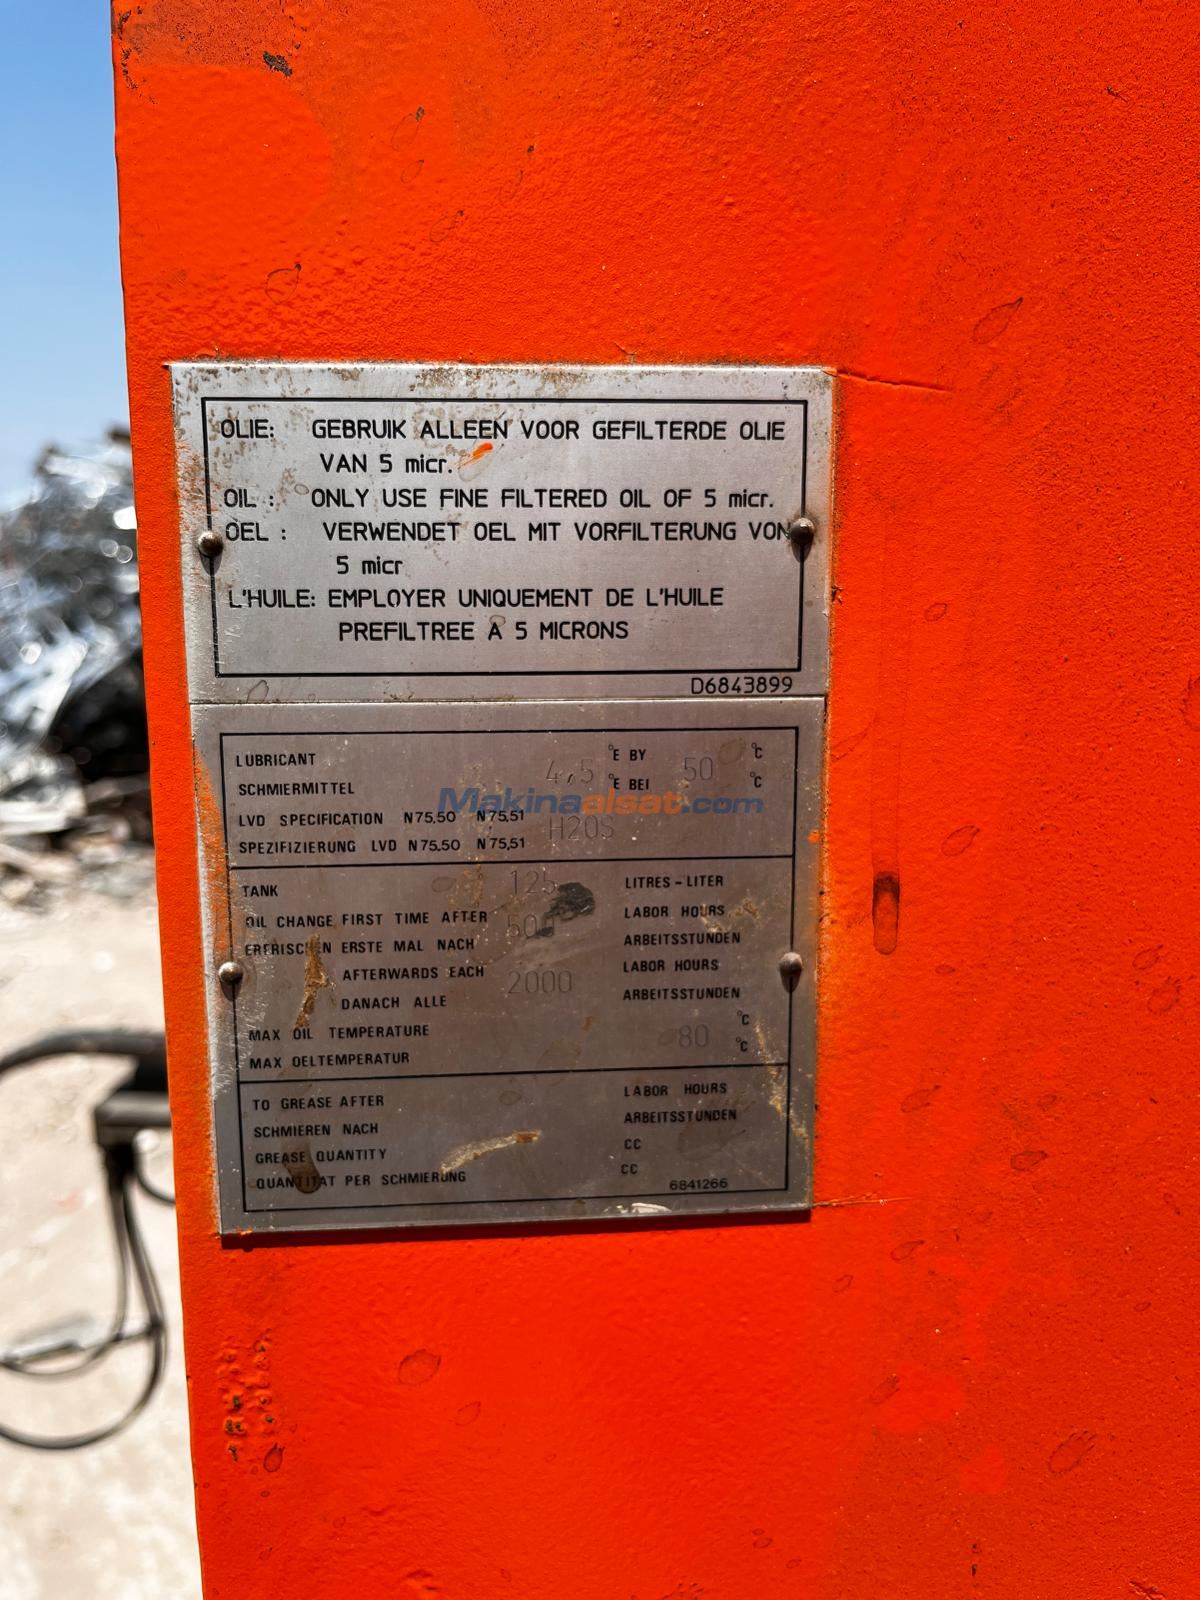 OLIE: GEBRUIK ALLEEN VOOR GEFILTERDE OLIE
VAN 5 micr.
OIL : ONLY USE FINE FILTERED OIL OF 5 micr.
OEL : VERWENDET OEL MIT VORFILTERUNG VON
5 micr
L'HUILE: EMPLOYER UNIQUEMENT DE L'HUILE
PREFILTREE A 5 MICRONS
D6843899
LUBRICANT °E BY °C
4,5 50
SCHMIERMITTEL °E BEI °C
Makinaalsat.com
LVD SPECIFICATION N75.50 N75.51
H20S
SPEZIFIZIERUNG LVD N75.50 N75.51
TANK 125 LITRES - LITER
OIL CHANGE FIRST TIME AFTER 500 LABOR HOURS
ERFRISCHEN ERSTE MAL NACH ARBEITSSTUNDEN
AFTERWARDS EACH 2000 LABOR HOURS
DANACH ALLE ARBEITSSTUNDEN
MAX OIL TEMPERATURE °C
80
MAX OELTEMPERATUR °C
TO GREASE AFTER LABOR HOURS
SCHMIEREN NACH ARBEITSSTUNDEN
GREASE QUANTITY CC
QUANTITAT PER SCHMIERUNG CC
6841266